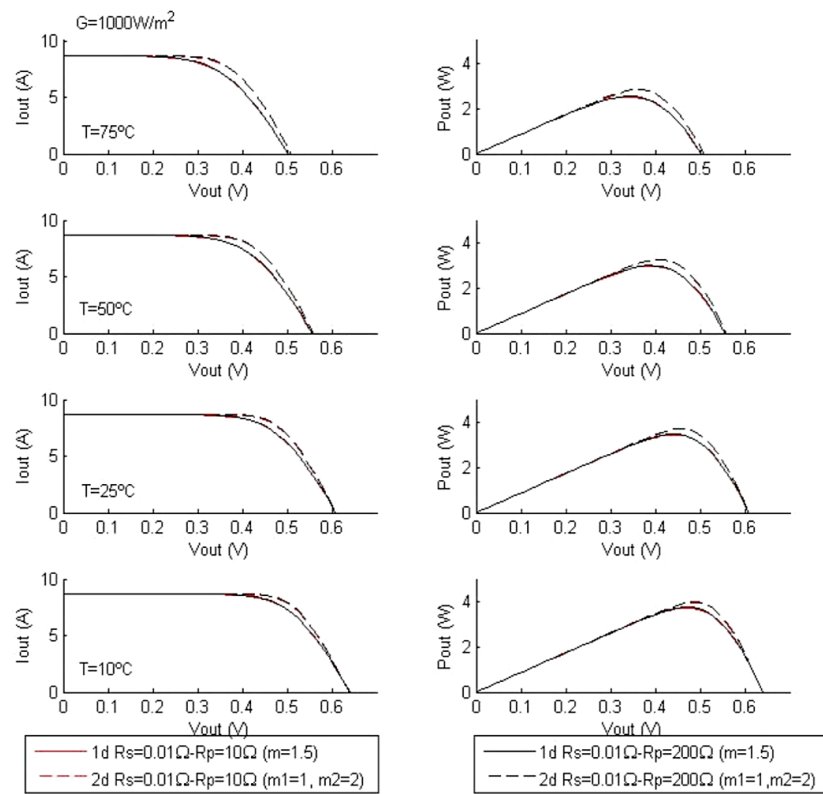 G=1000W/m²
10
5
0
Iout (A)
T=75ºC
0 0.1 0.2 0.3 0.4 0.5 0.6
Vout (V)
4
2
0
Pout (W)
0 0.1 0.2 0.3 0.4 0.5 0.6
Vout (V)
10
5
0
Iout (A)
T=50ºC
0 0.1 0.2 0.3 0.4 0.5 0.6
Vout (V)
4
2
0
Pout (W)
0 0.1 0.2 0.3 0.4 0.5 0.6
Vout (V)
10
5
0
Iout (A)
T=25ºC
0 0.1 0.2 0.3 0.4 0.5 0.6
Vout (V)
4
2
0
Pout (W)
0 0.1 0.2 0.3 0.4 0.5 0.6
Vout (V)
10
5
0
Iout (A)
T=10ºC
0 0.1 0.2 0.3 0.4 0.5 0.6
Vout (V)
4
2
0
Pout (W)
0 0.1 0.2 0.3 0.4 0.5 0.6
Vout (V)
1d Rs=0.01Ω-Rp=10Ω (m=1.5)
2d Rs=0.01Ω-Rp=10Ω (m1=1, m2=2)
1d Rs=0.01Ω-Rp=200Ω (m=1.5)
2d Rs=0.01Ω-Rp=200Ω (m1=1,m2=2)